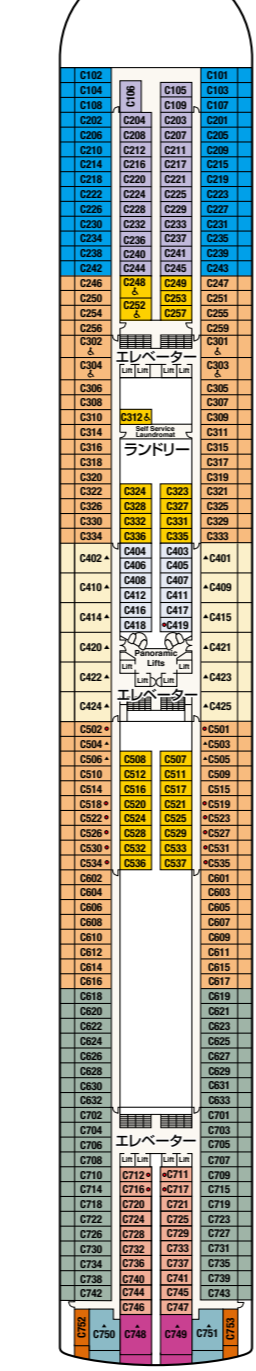 C102 C101
C104 C106 C105 C103
C108 C109 C107
C202 C204 C203 C201
C206 C208 C207 C205
C210 C212 C211 C209
C214 C216 C217 C215
C218 C220 C221 C219
C222 C224 C225 C223
C226 C228 C229 C227
C230 C232 C233 C231
C234 C236 C237 C235
C238 C240 C241 C239
C242 C244 C245 C243
C246 C248 C249 C247
C250 C252 C253 C251
C254 C257 C255
C256 C259
C302 C301
エレベーター
C304 Lift Lift Lift Lift C303
C306 C305
C308 C307
C310 C312 C309
C314 Self Service C311
Laundromat
C316 ランドリー C315
C318 C317
C320 C319
C322 C324 C323 C321
C326 C328 C327 C325
C330 C332 C331 C329
C334 C336 C335 C333
C402 C404 C403 C401
C406 C405
C410 C408 C407 C409
C412 C411
C414 C416 C417 C415
C418 C419
C420 Panoramic C421
Lifts
C422 Lift Lift Lift Lift C423
エレベーター
C424 C425
C502 C501
C504 C503
C506 C508 C507 C505
C510 C512 C511 C509
C514 C516 C517 C515
C518 C520 C521 C519
C522 C524 C525 C523
C526 C528 C529 C527
C530 C532 C533 C531
C534 C536 C537 C535
C602 C601
C604 C603
C606 C605
C608 C607
C610 C609
C612 C611
C614 C615
C616 C617
C618 C619
C620 C621
C622 C623
C624 C625
C626 C627
C628 C629
C630 C631
C632 C633
C702 C701
C704 C703
C706 エレベーター C705
C708 Lift Lift Lift Lift C707
C710 C712 C711 C709
C714 C716 C717 C715
C718 C720 C721 C719
C722 C724 C725 C723
C726 C728 C729 C727
C730 C732 C733 C731
C734 C736 C737 C735
C738 C740 C741 C739
C742 C744 C745 C743
C746 C747
C752 C750 C748 C749 C751 C753